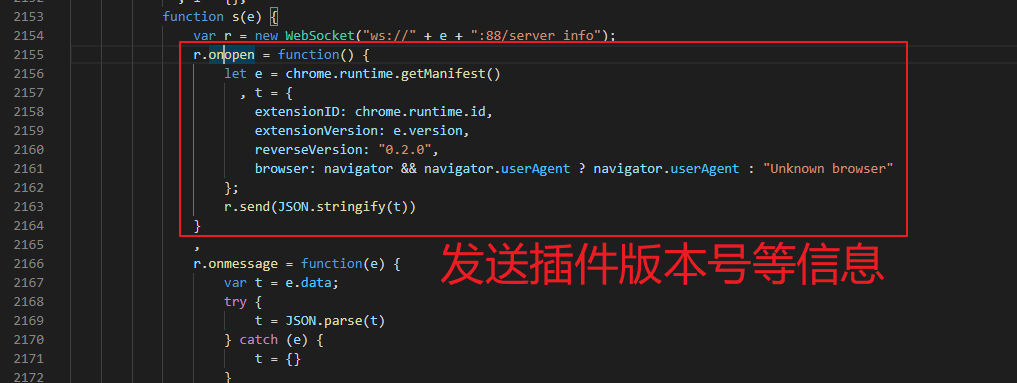 2153 function s(e) {
2154 var r = new WebSocket("ws://" + e + ":88/server_info");
2155 r.onopen = function() {
2156 let e = chrome.runtime.getManifest()
2157 , t = {
2158 extensionID: chrome.runtime.id,
2159 extensionVersion: e.version,
2160 reverseVersion: "0.2.0",
2161 browser: navigator && navigator.userAgent ? navigator.userAgent : "Unknown browser"
2162 };
2163 r.send(JSON.stringify(t))
2164 }
2165 ,
发送插件版本号等信息
2166 r.onmessage = function(e) {
2167 var t = e.data;
2168 try {
2169 t = JSON.parse(t)
2170 } catch (e) {
2171 t = {}
2172 }